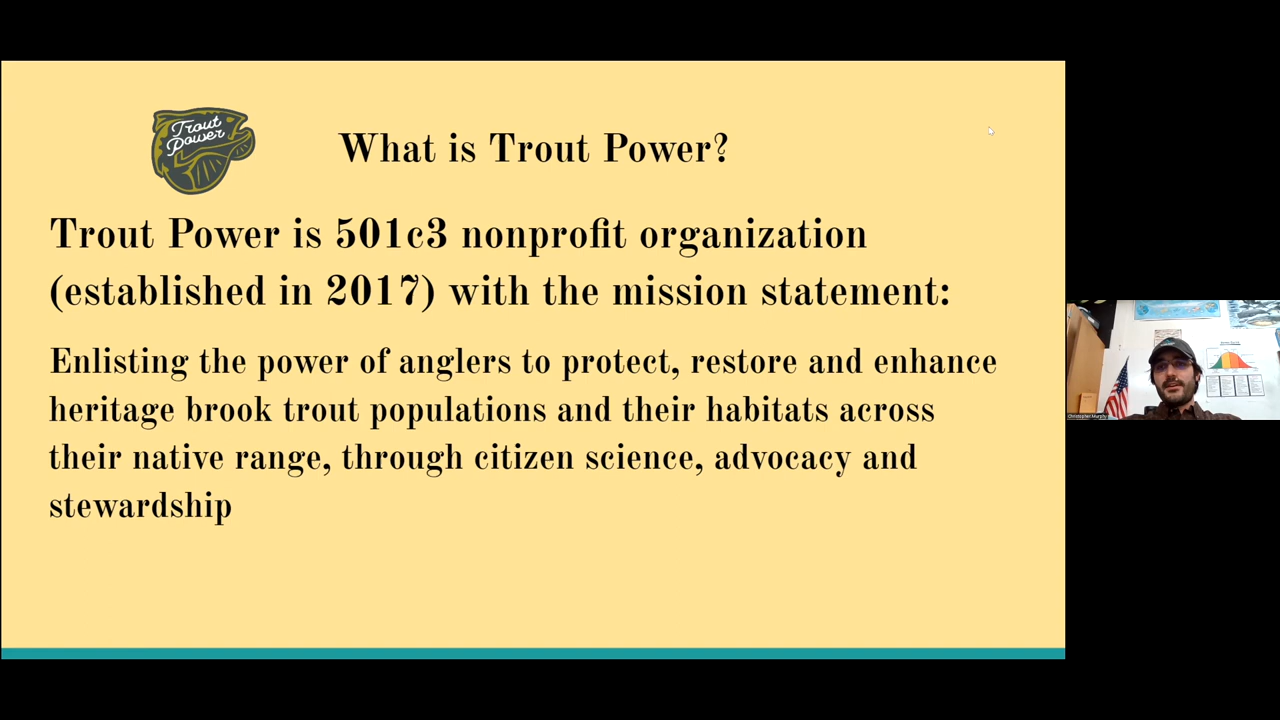 Trout
Power
What is Trout Power?
Trout Power is 501c3 nonprofit organization
(established in 2017) with the mission statement:
Enlisting the power of anglers to protect, restore and enhance
heritage brook trout populations and their habitats across
their native range, through citizen science, advocacy and
stewardship
Christopher Murphy